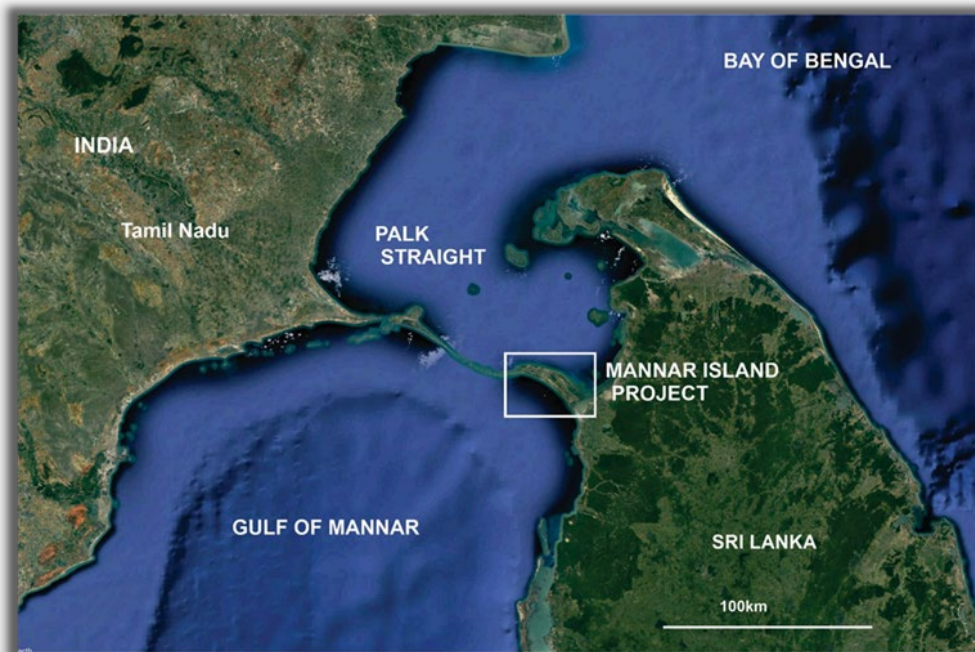 BAY OF BENGAL
INDIA
Tamil Nadu
PALK
STRAIGHT
MANNAR ISLAND
PROJECT
GULF OF MANNAR
SRI LANKA
100km